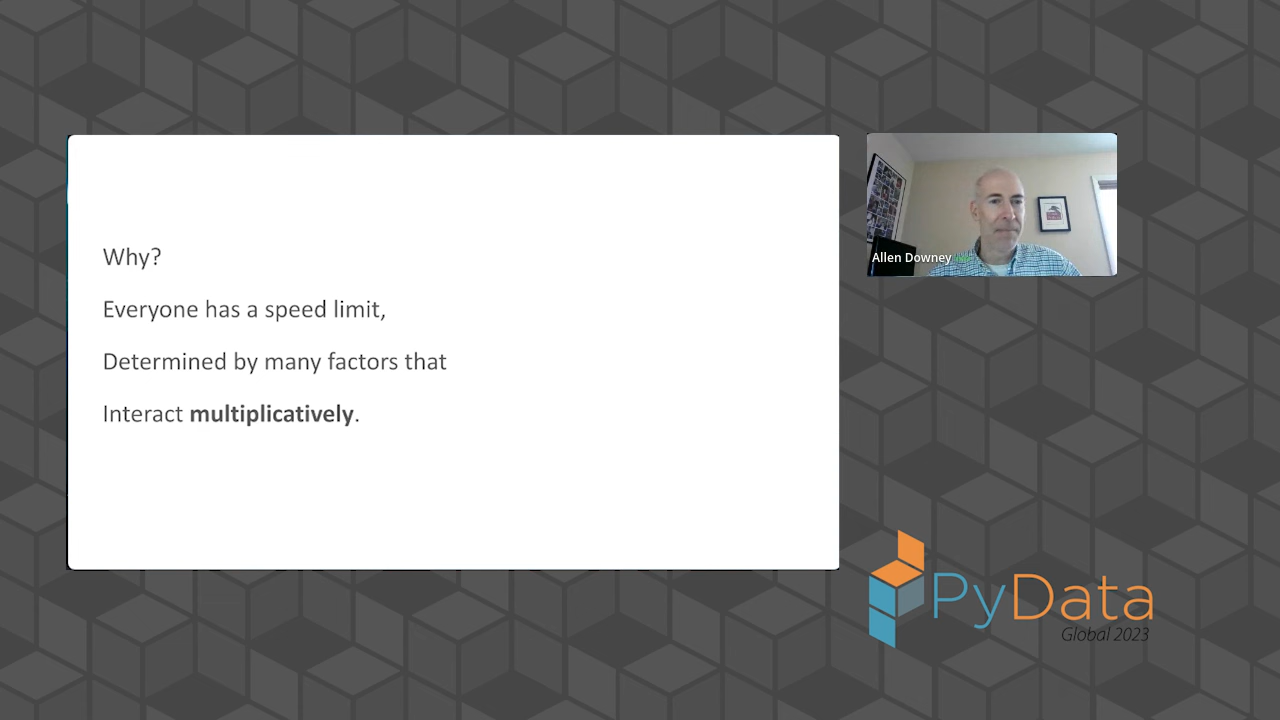 Why?
Everyone has a speed limit,
Determined by many factors that
Interact multiplicatively.
Allen Downey
PyData
Global 2023